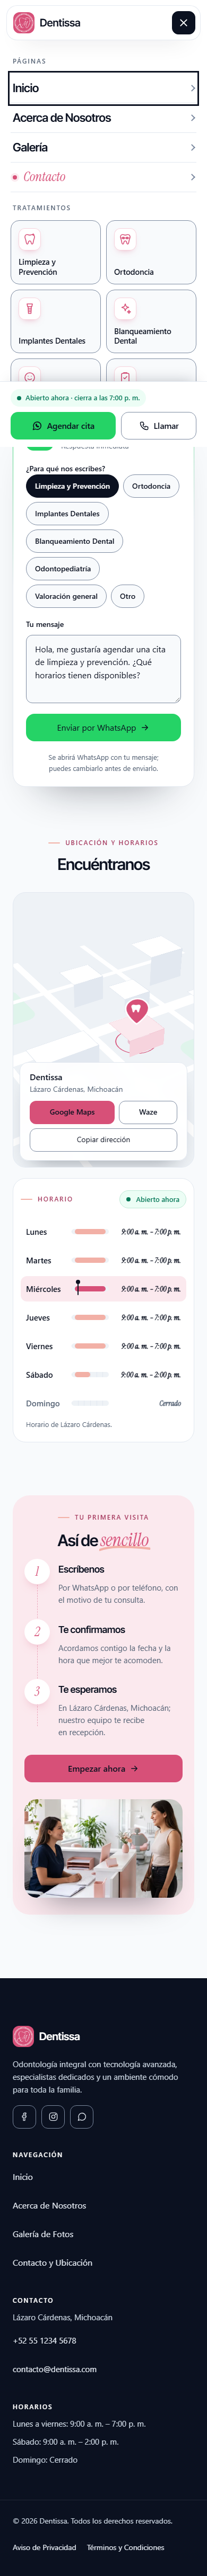 Dentissa
PÁGINAS
Inicio
Acerca de Nosotros
Galería
Contacto
TRATAMIENTOS
Limpieza y
Prevención
Ortodoncia
Implantes Dentales
Blanqueamiento
Dental
Abierto ahora · cierra a las 7:00 p. m.
Agendar cita
Llamar
¿Para qué nos escribes?
Limpieza y Prevención
Ortodoncia
Implantes Dentales
Blanqueamiento Dental
Odontopediatría
Valoración general
Otro
Tu mensaje
Hola, me gustaría agendar una cita
de limpieza y prevención. ¿Qué
horarios tienen disponibles?
Enviar por WhatsApp
Se abrirá WhatsApp con tu mensaje;
puedes cambiarlo antes de enviarlo.
UBICACIÓN Y HORARIOS
Encuéntranos
Dentissa
Lázaro Cárdenas, Michoacán
Google Maps
Waze
Copiar dirección
HORARIO
Abierto ahora
Lunes 9:00 a. m. – 7:00 p. m.
Martes 9:00 a. m. – 7:00 p. m.
Miércoles 9:00 a. m. – 7:00 p. m.
Jueves 9:00 a. m. – 7:00 p. m.
Viernes 9:00 a. m. – 7:00 p. m.
Sábado 9:00 a. m. – 2:00 p. m.
Domingo Cerrado
Horario de Lázaro Cárdenas.
TU PRIMERA VISITA
Así de sencillo
1 Escríbenos
Por WhatsApp o por teléfono, con
el motivo de tu consulta.
2 Te confirmamos
Acordamos contigo la fecha y la
hora que mejor te acomoden.
3 Te esperamos
En Lázaro Cárdenas, Michoacán;
nuestro equipo te recibe
en recepción.
Empezar ahora
Dentissa
Odontología integral con tecnología avanzada,
especialistas dedicados y un ambiente cómodo
para toda la familia.
NAVEGACIÓN
Inicio
Acerca de Nosotros
Galería de Fotos
Contacto y Ubicación
CONTACTO
Lázaro Cárdenas, Michoacán
+52 55 1234 5678
contacto@dentissa.com
HORARIOS
Lunes a viernes: 9:00 a. m. – 7:00 p. m.
Sábado: 9:00 a. m. – 2:00 p. m.
Domingo: Cerrado
© 2026 Dentissa. Todos los derechos reservados.
Aviso de Privacidad Términos y Condiciones